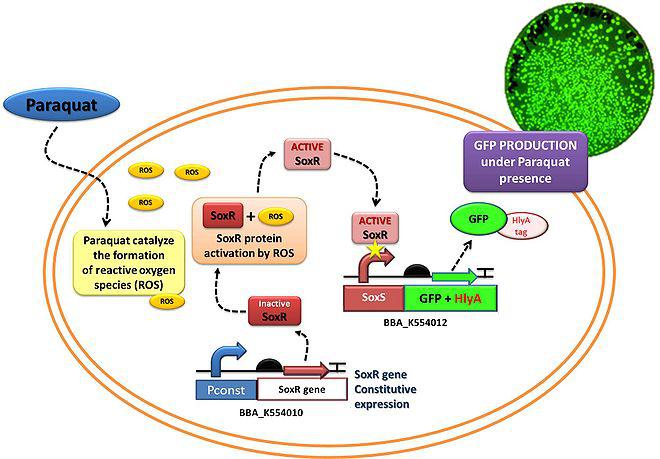 Paraquat
ROS
ROS
ROS
Paraquat catalyze
the formation
of reactive oxygen
species (ROS)
ROS
SoxR + ROS
SoxR protein
activation by ROS
ACTIVE
SoxR
Inactive
SoxR
Pconst
SoxR gene
BBA_K554010
SoxR gene
Constitutive
expression
ACTIVE
SoxR
SoxS
GFP + HlyA
BBA_K554012
GFP
HlyA
tag
GFP PRODUCTION
under Paraquat
presence